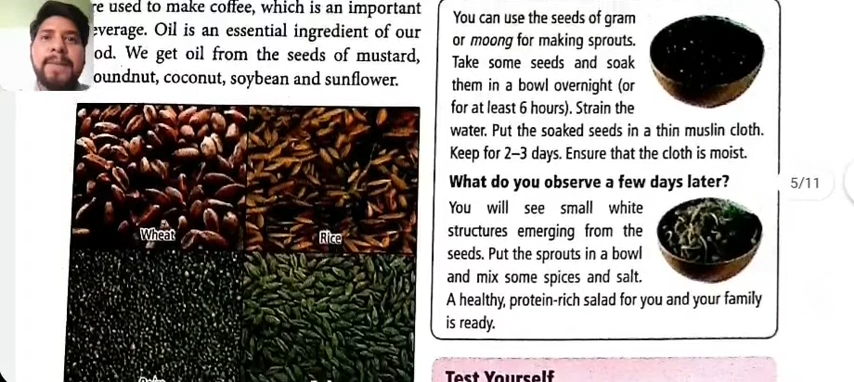 re used to make coffee, which is an important
everage. Oil is an essential ingredient of our
od. We get oil from the seeds of mustard,
oundnut, coconut, soybean and sunflower.
Wheat
Rice
You can use the seeds of gram
or moong for making sprouts.
Take some seeds and soak
them in a bowl overnight (or
for at least 6 hours). Strain the
water. Put the soaked seeds in a thin muslin cloth.
Keep for 2–3 days. Ensure that the cloth is moist.
What do you observe a few days later?
You will see small white
structures emerging from the
seeds. Put the sprouts in a bowl
and mix some spices and salt.
A healthy, protein-rich salad for you and your family
is ready.
Test Yourself
5/11